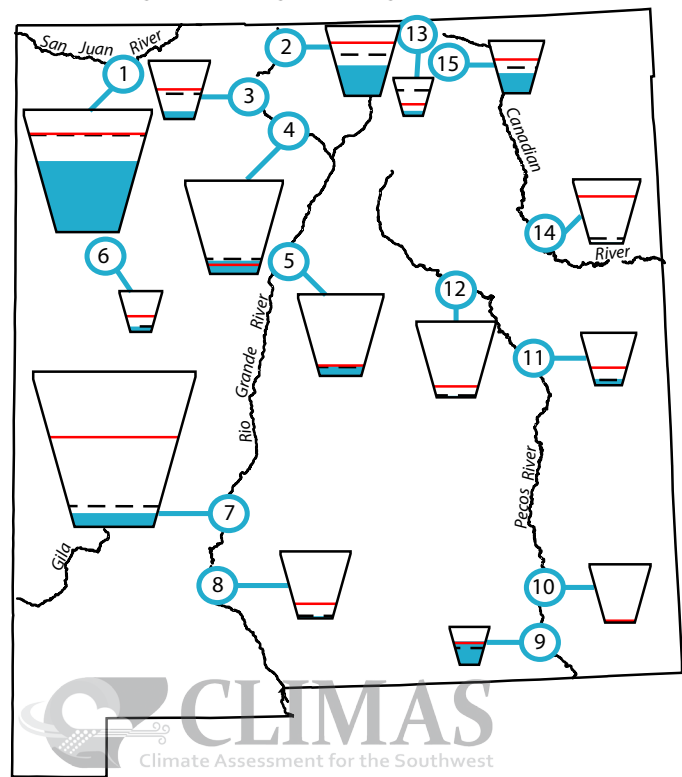 San Juan River
1
2
13
15
3
4
Canadian
14
River
6
5
12
11
Rio Grande River
Pecos River
7
Gila
8
10
9
CLIMAS
Climate Assessment for the Southwest